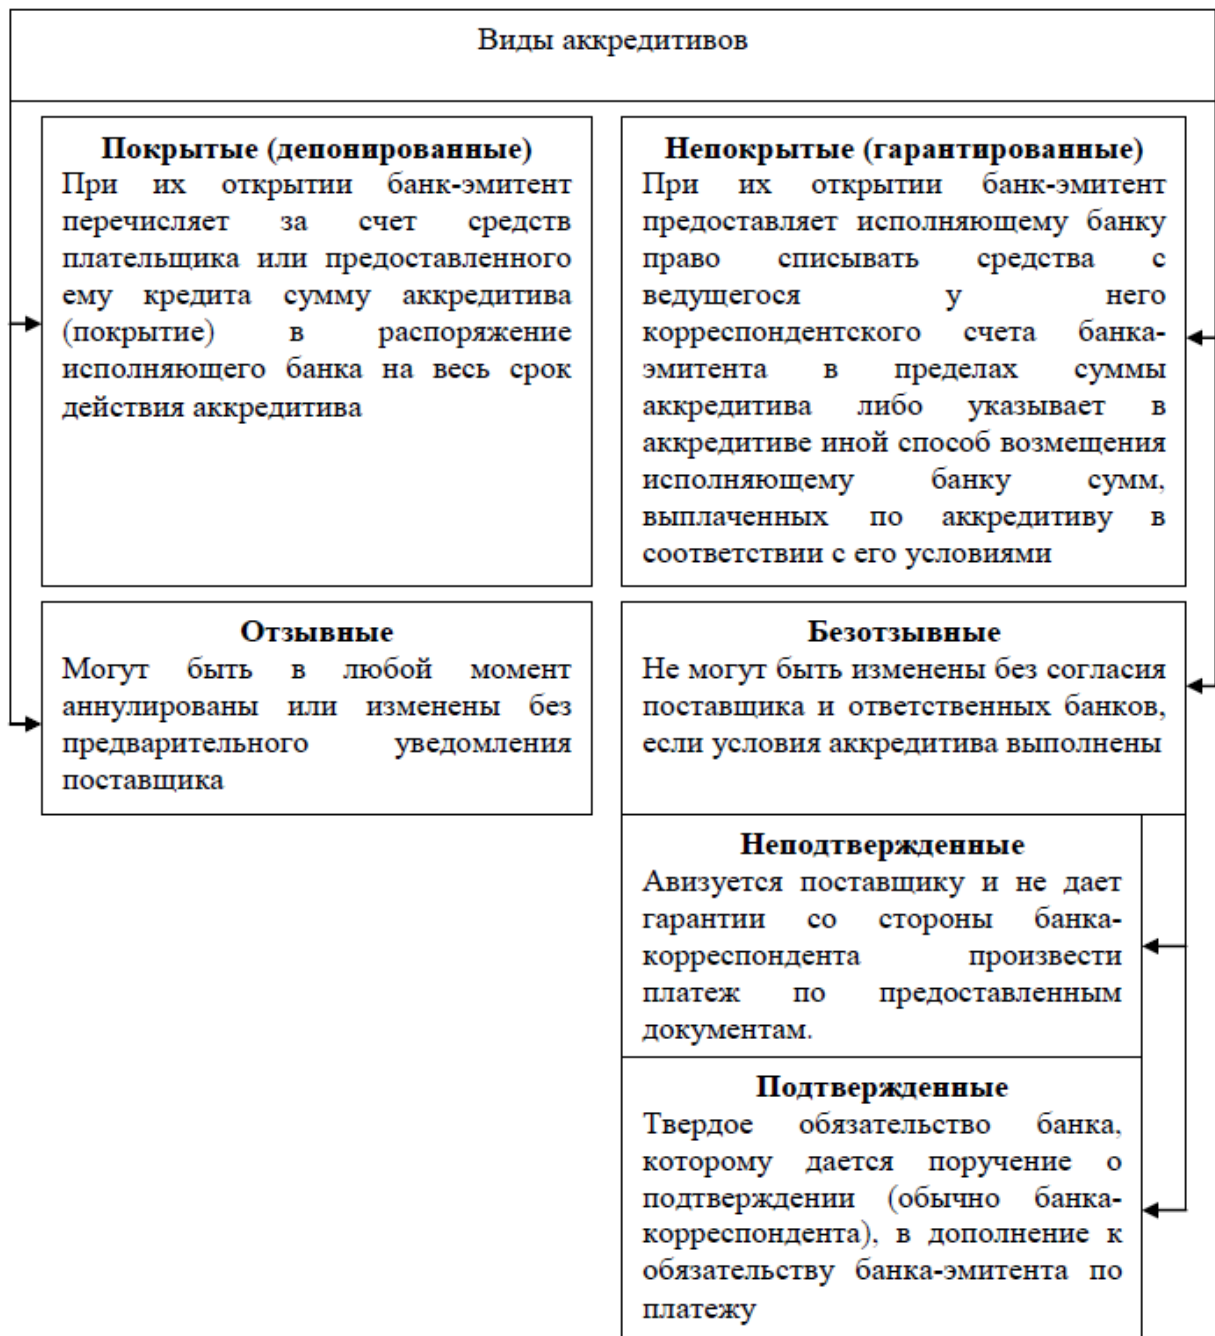 Виды аккредитивов
Покрытые (депонированные)
При их открытии банк-эмитент
перечисляет за счет средств
плательщика или предоставленного
ему кредита сумму аккредитива
(покрытие) в распоряжение
исполняющего банка на весь срок
действия аккредитива
Непокрытые (гарантированные)
При их открытии банк-эмитент
предоставляет исполняющему банку
право списывать средства с
ведущегося у него
корреспондентского счета банка-
эмитента в пределах суммы
аккредитива либо указывает в
аккредитиве иной способ возмещения
исполняющему банку сумм,
выплаченных по аккредитиву в
соответствии с его условиями
Отзывные
Могут быть в любой момент
аннулированы или изменены без
предварительного уведомления
поставщика
Безотзывные
Не могут быть изменены без согласия
поставщика и ответственных банков,
если условия аккредитива выполнены
Неподтвержденные
Авизуется поставщику и не дает
гарантии со стороны банка-
корреспондента произвести
платеж по предоставленным
документам.
Подтвержденные
Твердое обязательство банка,
которому дается поручение о
подтверждении (обычно банка-
корреспондента), в дополнение к
обязательству банка-эмитента по
платежу